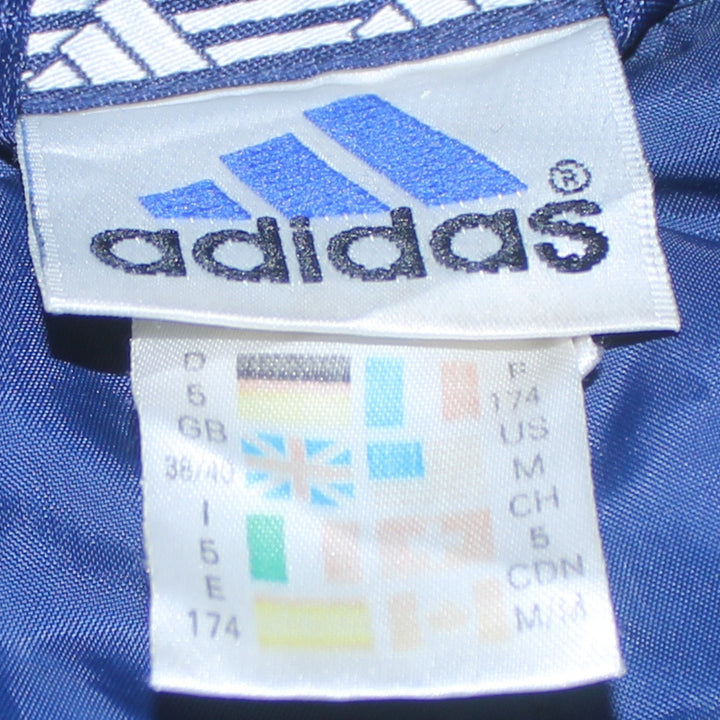 adidas®
D
5
GB
38/40
I
5
E
174
F
174
US
M
CH
5
CDN
M/M